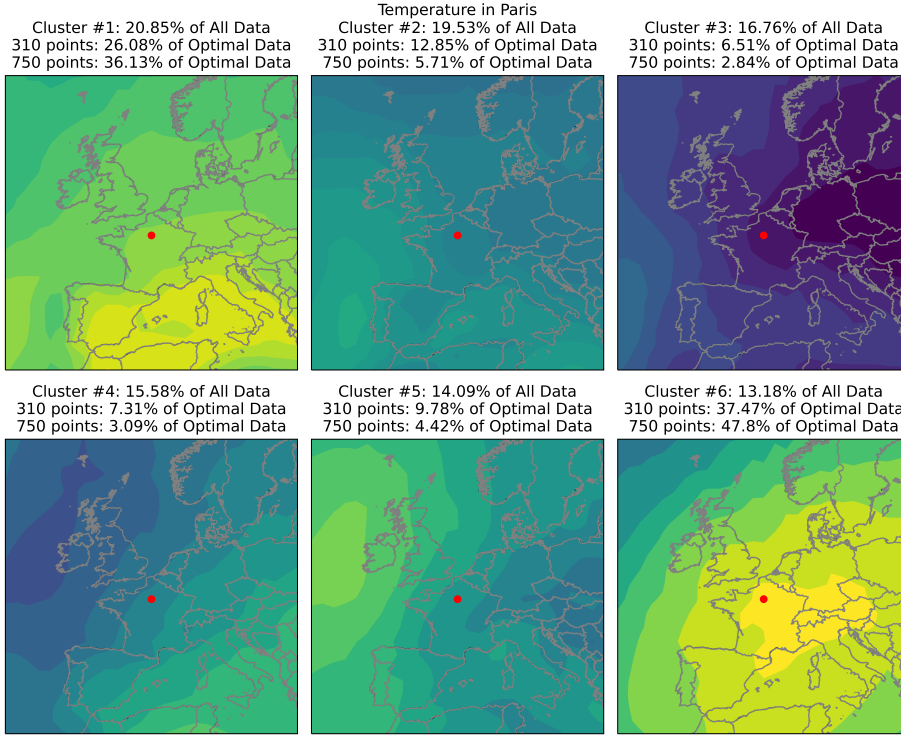 Temperature in Paris
Cluster #1: 20.85% of All Data
310 points: 26.08% of Optimal Data
750 points: 36.13% of Optimal Data
Cluster #2: 19.53% of All Data
310 points: 12.85% of Optimal Data
750 points: 5.71% of Optimal Data
Cluster #3: 16.76% of All Data
310 points: 6.51% of Optimal Data
750 points: 2.84% of Optimal Data
Cluster #4: 15.58% of All Data
310 points: 7.31% of Optimal Data
750 points: 3.09% of Optimal Data
Cluster #5: 14.09% of All Data
310 points: 9.78% of Optimal Data
750 points: 4.42% of Optimal Data
Cluster #6: 13.18% of All Data
310 points: 37.47% of Optimal Data
750 points: 47.8% of Optimal Data